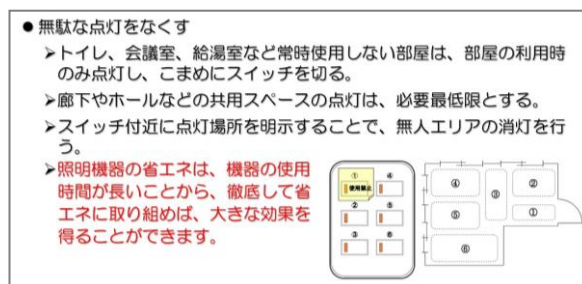 ● 無駄な点灯をなくす
➢トイレ、会議室、給湯室など常時使用しない部屋は、部屋の利用時
のみ点灯し、こまめにスイッチを切る。
➢廊下やホールなどの共用スペースの点灯は、必要最低限とする。
➢スイッチ付近に点灯場所を明示することで、無人エリアの消灯を行
う。
➢照明機器の省エネは、機器の使用
時間が長いことから、徹底して省
エネに取り組めば、大きな効果を
得ることができます。
① ④
使用禁止
② ⑤
③ ⑥
④ ③ ②
⑤ ①
⑥